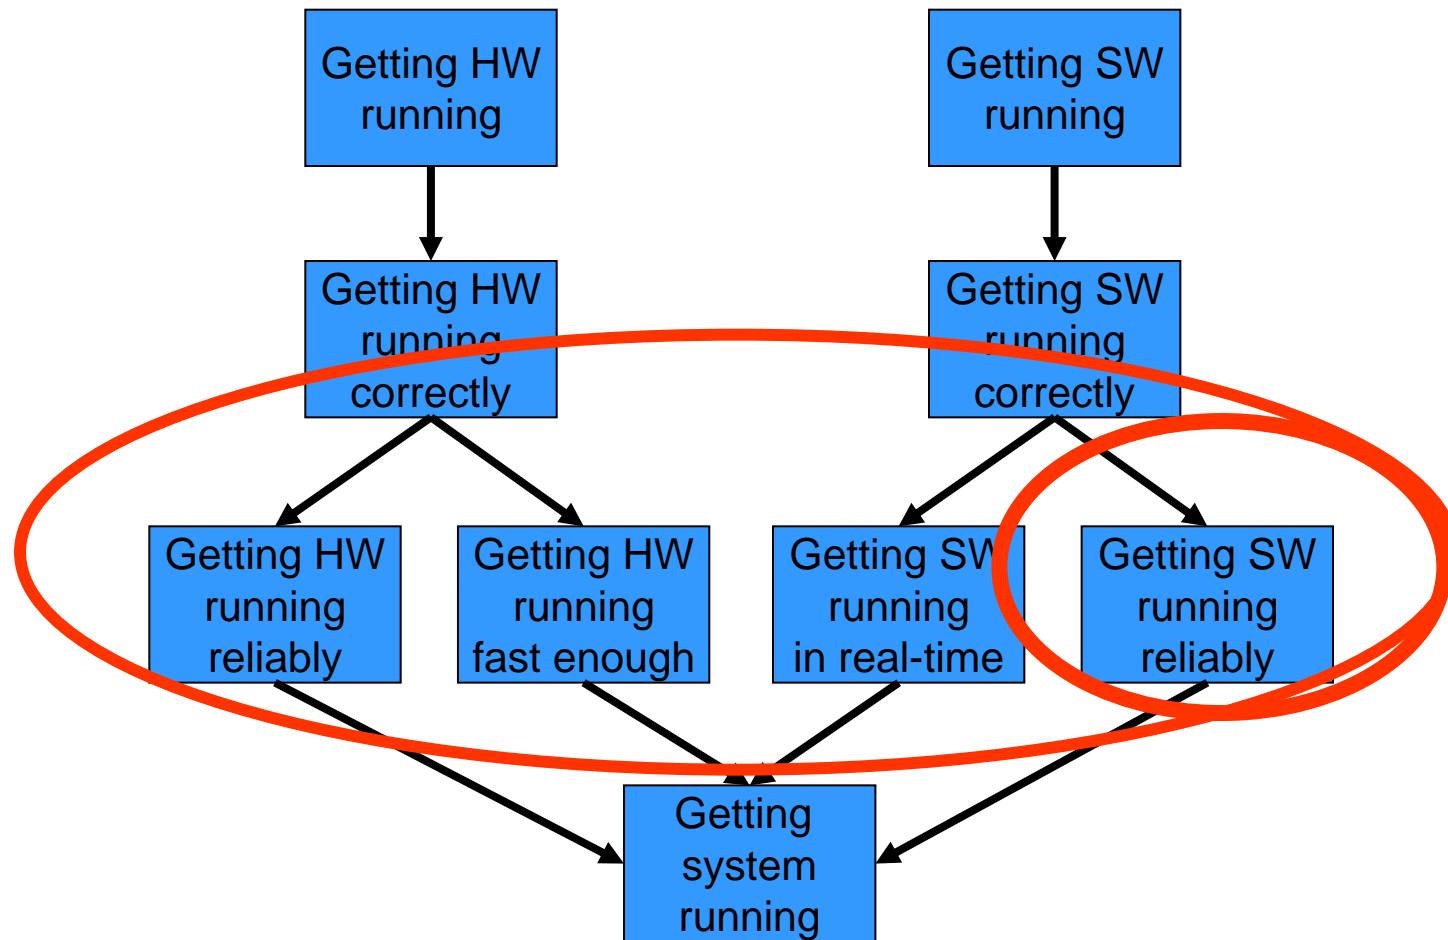 Getting HW
running
Getting SW
running
Getting HW
running
correctly
Getting SW
running
correctly
Getting HW
running
reliably
Getting HW
running
fast enough
Getting SW
running
in real-time
Getting SW
running
reliably
Getting
system
running